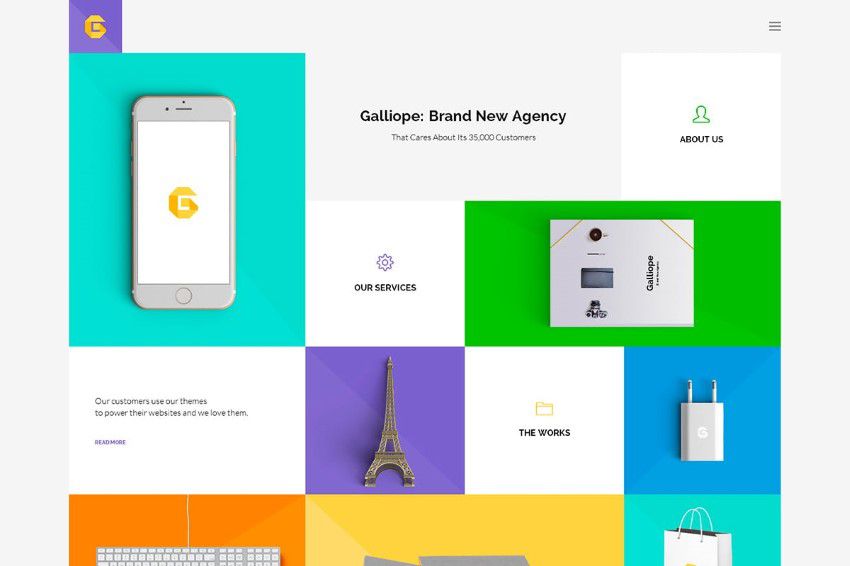 Galliope: Brand New Agency
That Cares About Its 35,000 Customers
ABOUT US
OUR SERVICES
Galliope
Our customers use our themes
to power their websites and we love them.
READ MORE
THE WORKS